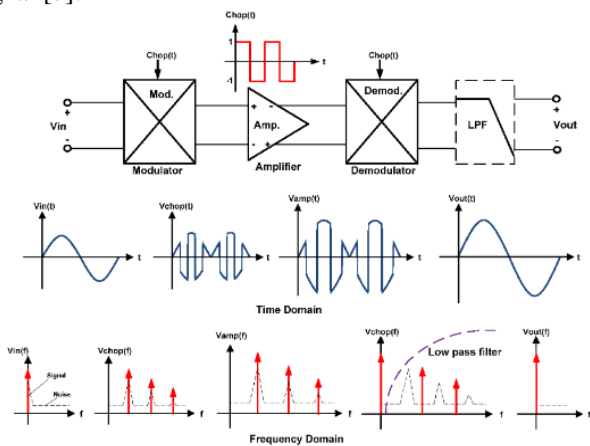 Chop(t)
1
-1
t
Chop(t)
Chop(t)
Mod.
Demod.
+
Vin
-
+ +
Amp.
- -
LPF
+
Vout
-
Modulator
Amplifier
Demodulator
Vin(t)
t
Vchop(t)
t
Vamp(t)
t
Vout(t)
t
Time Domain
Vin(f)
Signal
Noise
f
Vchop(f)
f
Vamp(f)
f
Vchop(f)
Low pass filter
f
Vout(f)
f
Frequency Domain